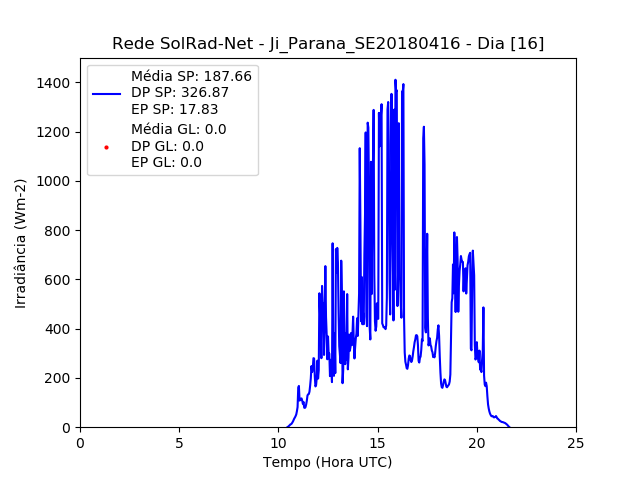 Rede SolRad-Net - Ji_Parana_SE20180416 - Dia [16]
Média SP: 187.66
DP SP: 326.87
EP SP: 17.83
Média GL: 0.0
DP GL: 0.0
EP GL: 0.0
Irradiância (Wm-2)
1400
1200
1000
800
600
400
200
0
0 5 10 15 20 25
Tempo (Hora UTC)